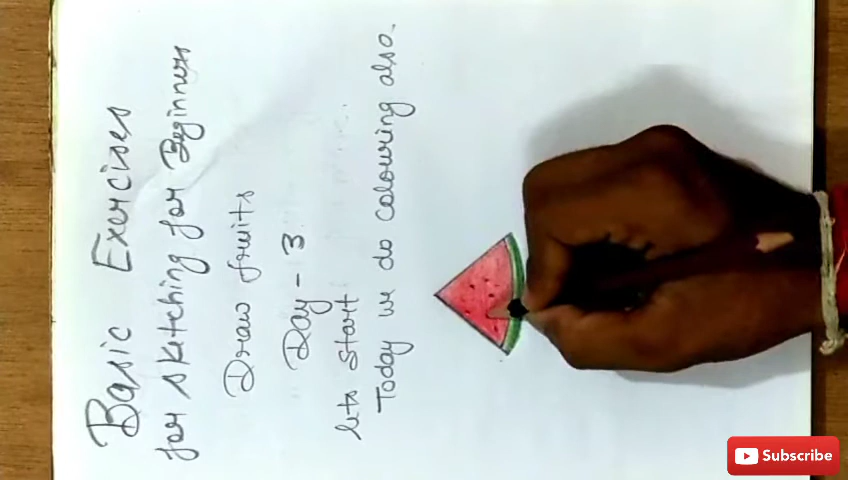 Basic Exercises
for sketching for Beginners
Draw fruits
Day - 3
lets start
Today we do colouring also.
Subscribe